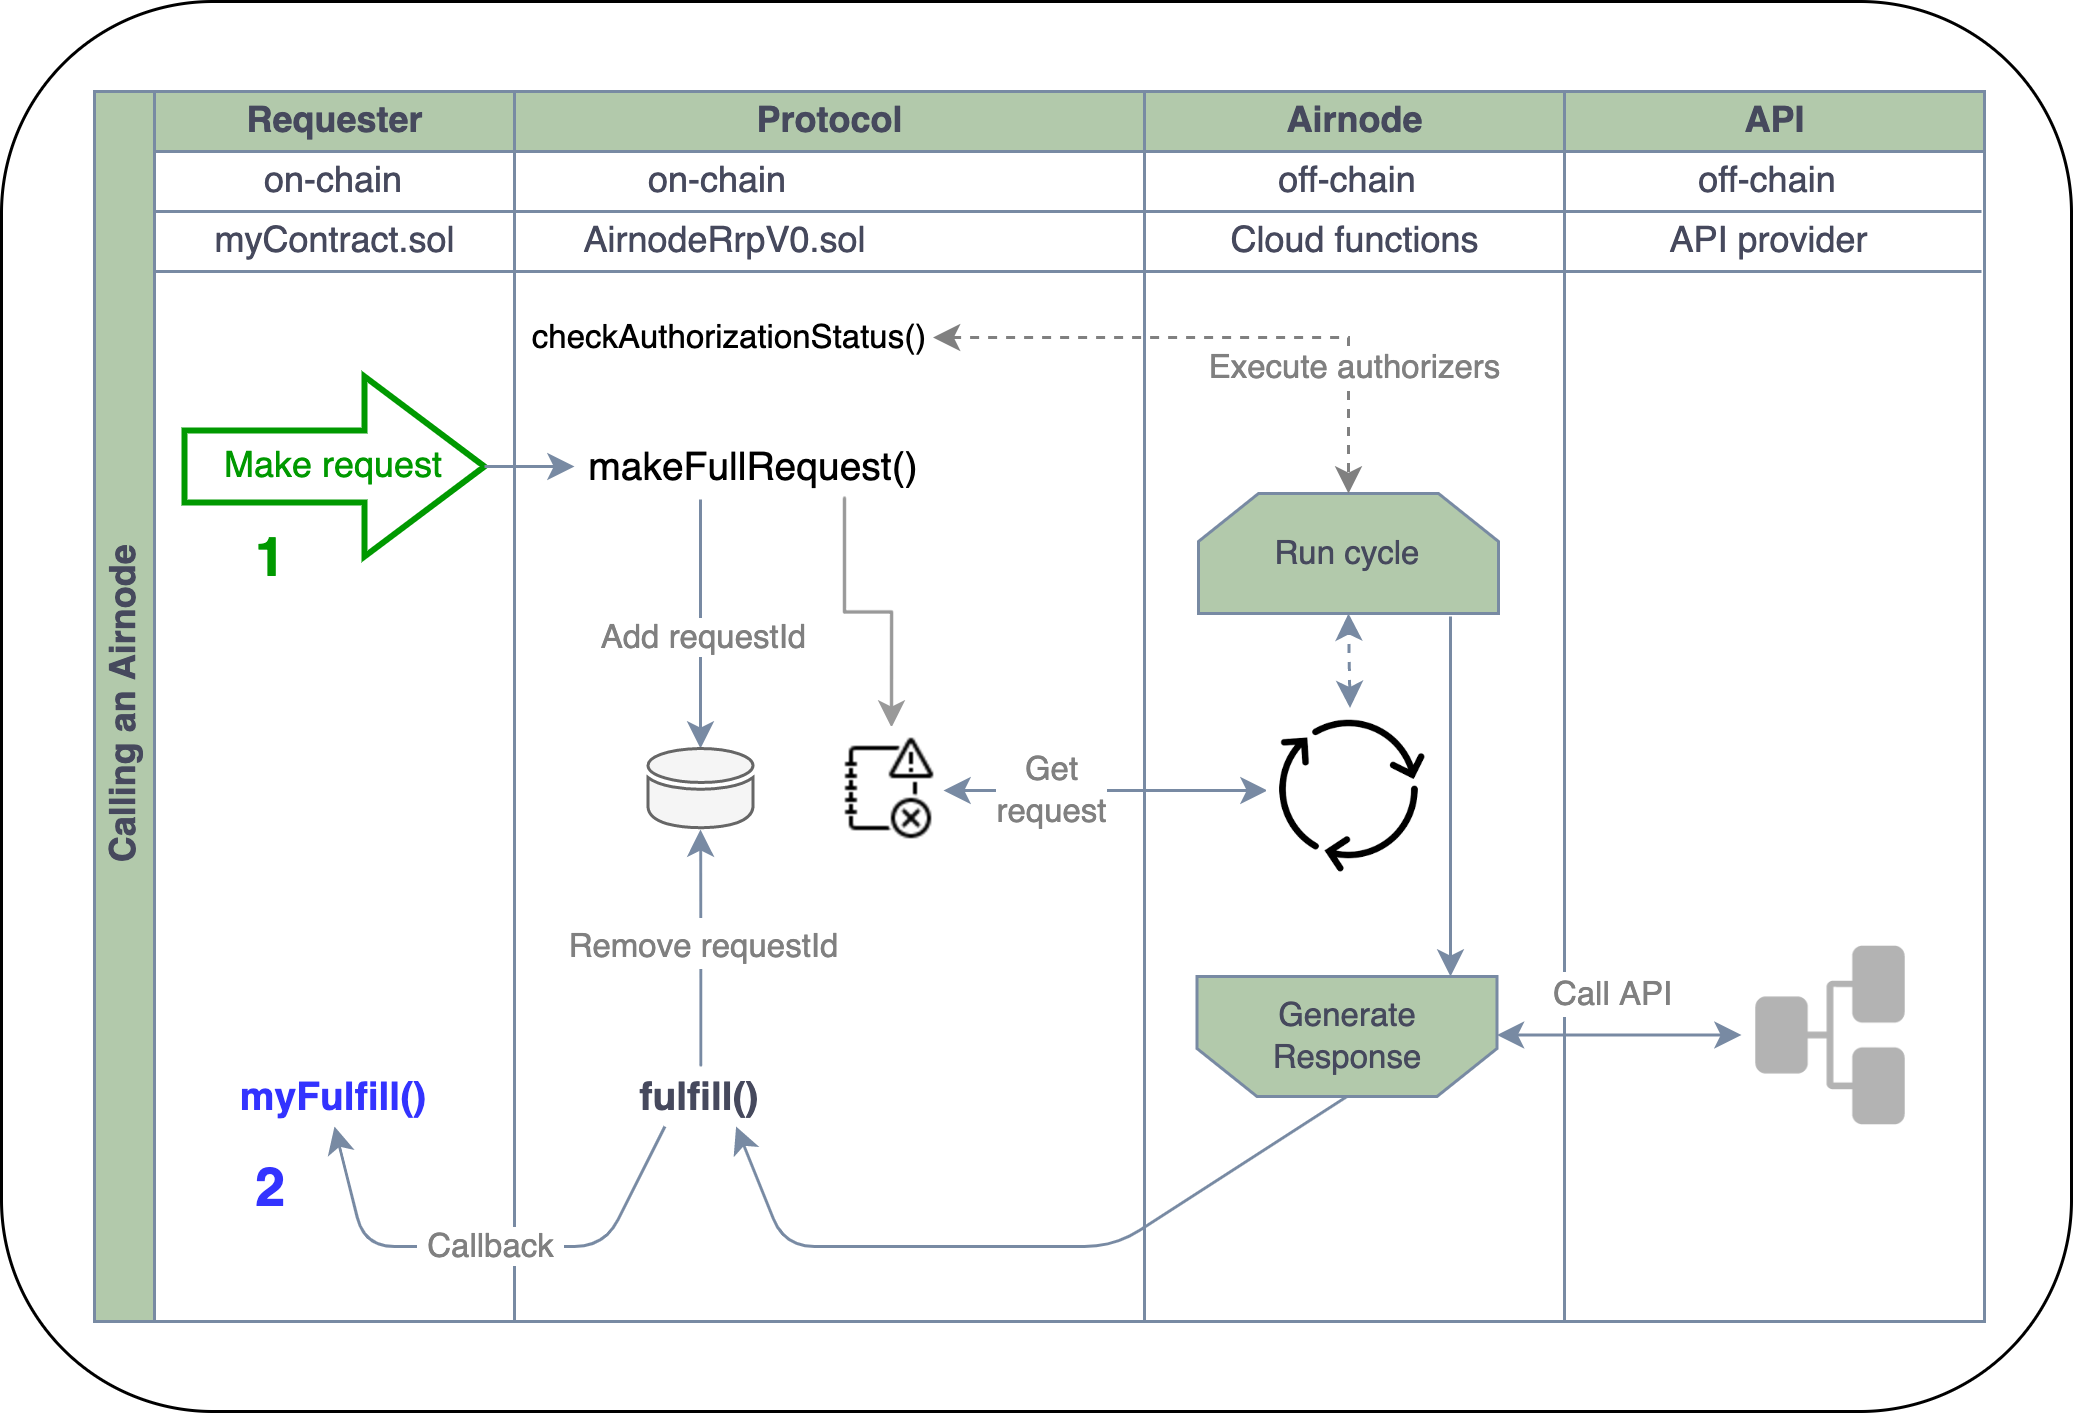 Calling an Airnode
Requester
Protocol
Airnode
API
on-chain
on-chain
off-chain
off-chain
myContract.sol
AirnodeRrpV0.sol
Cloud functions
API provider
checkAuthorizationStatus()
Execute authorizers
Make request
makeFullRequest()
1
Run cycle
Add requestId
Get
request
Remove requestId
Call API
Generate
Response
myFulfill()
fulfill()
2
Callback